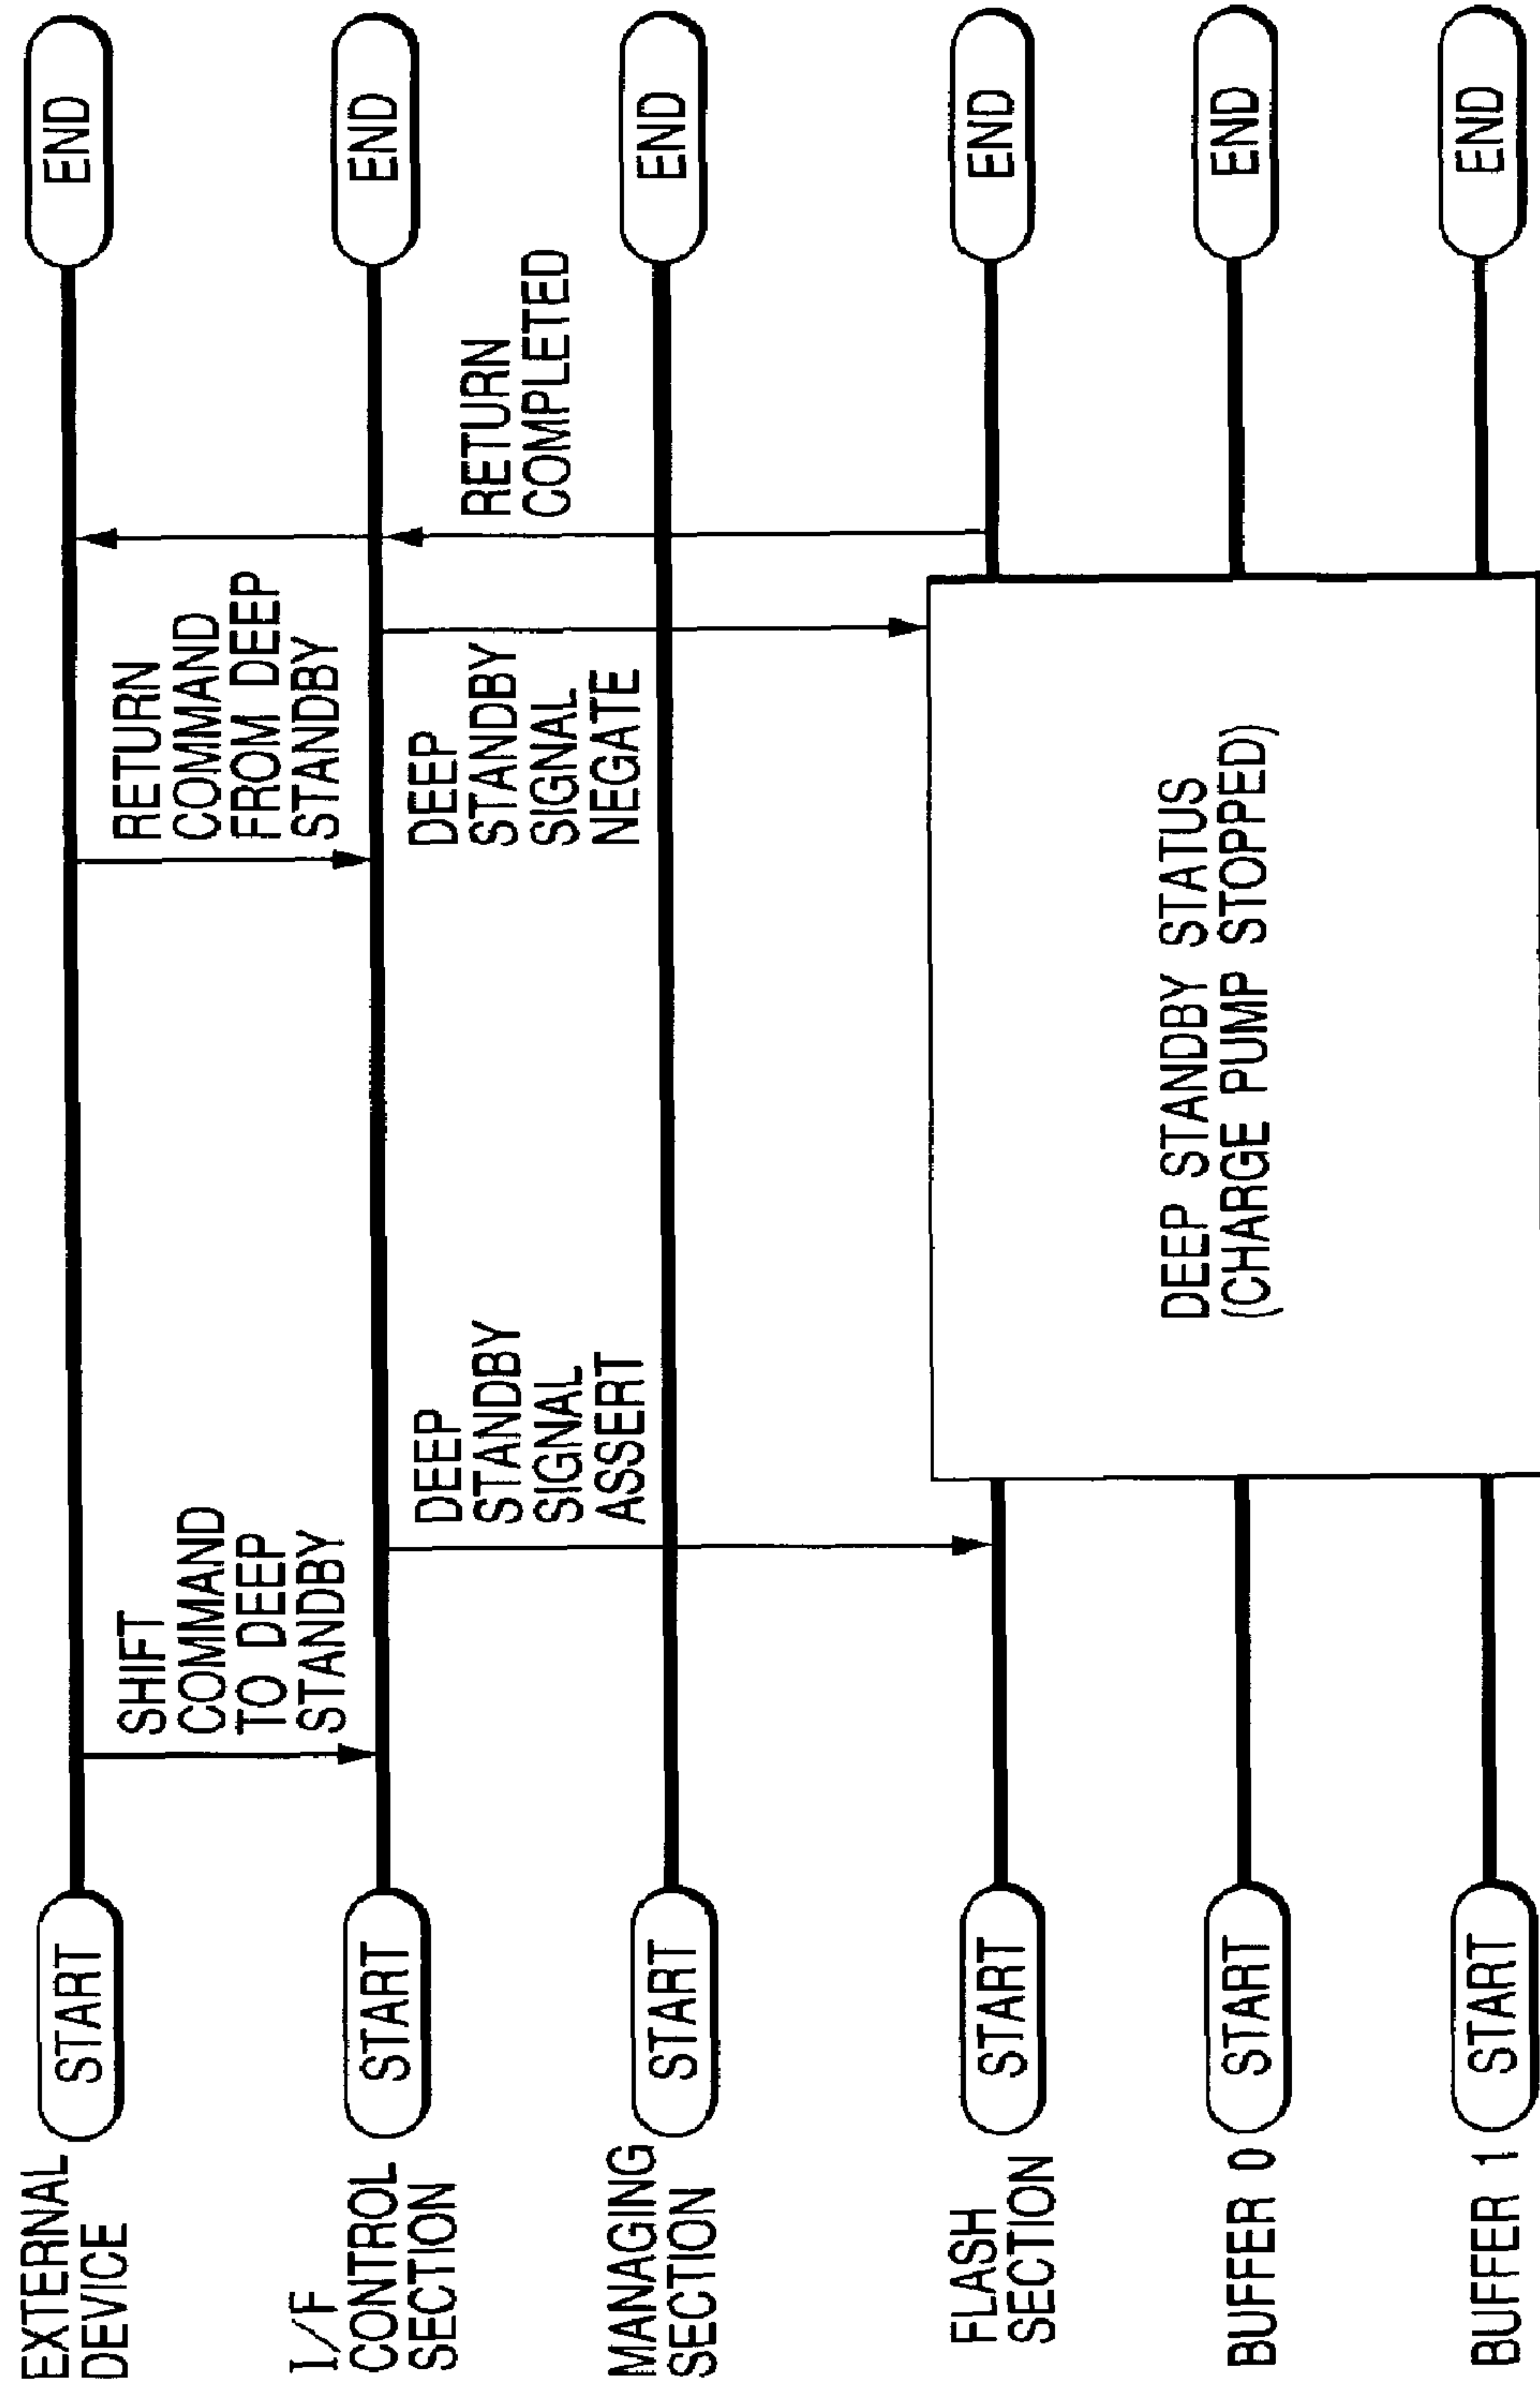 EXTERNAL
DEVICE
START
SHIFT
COMMAND
TO DEEP
STANDBY
RETURN
COMMAND
FROM DEEP
STANDBY
END
I/F
CONTROL
SECTION
START
DEEP
STANDBY
SIGNAL
ASSERT
DEEP
STANDBY
SIGNAL
NEGATE
RETURN
COMPLETED
END
MANAGING
SECTION
START
END
FLASH
SECTION
START
DEEP STANDBY STATUS
(CHARGE PUMP STOPPED)
END
BUFFER 0
START
END
BUFFER 1
START
END